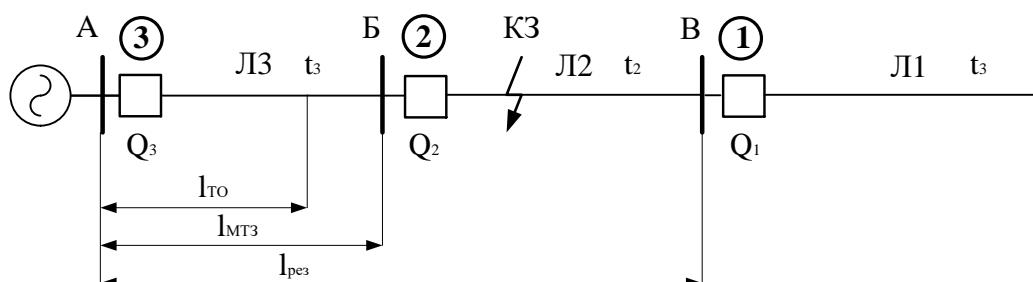 А 3 Б 2 КЗ В 1
Л3 t3 Л2 t2 Л1 t3
Q3 Q2 Q1
lТО
lМТЗ
lрез